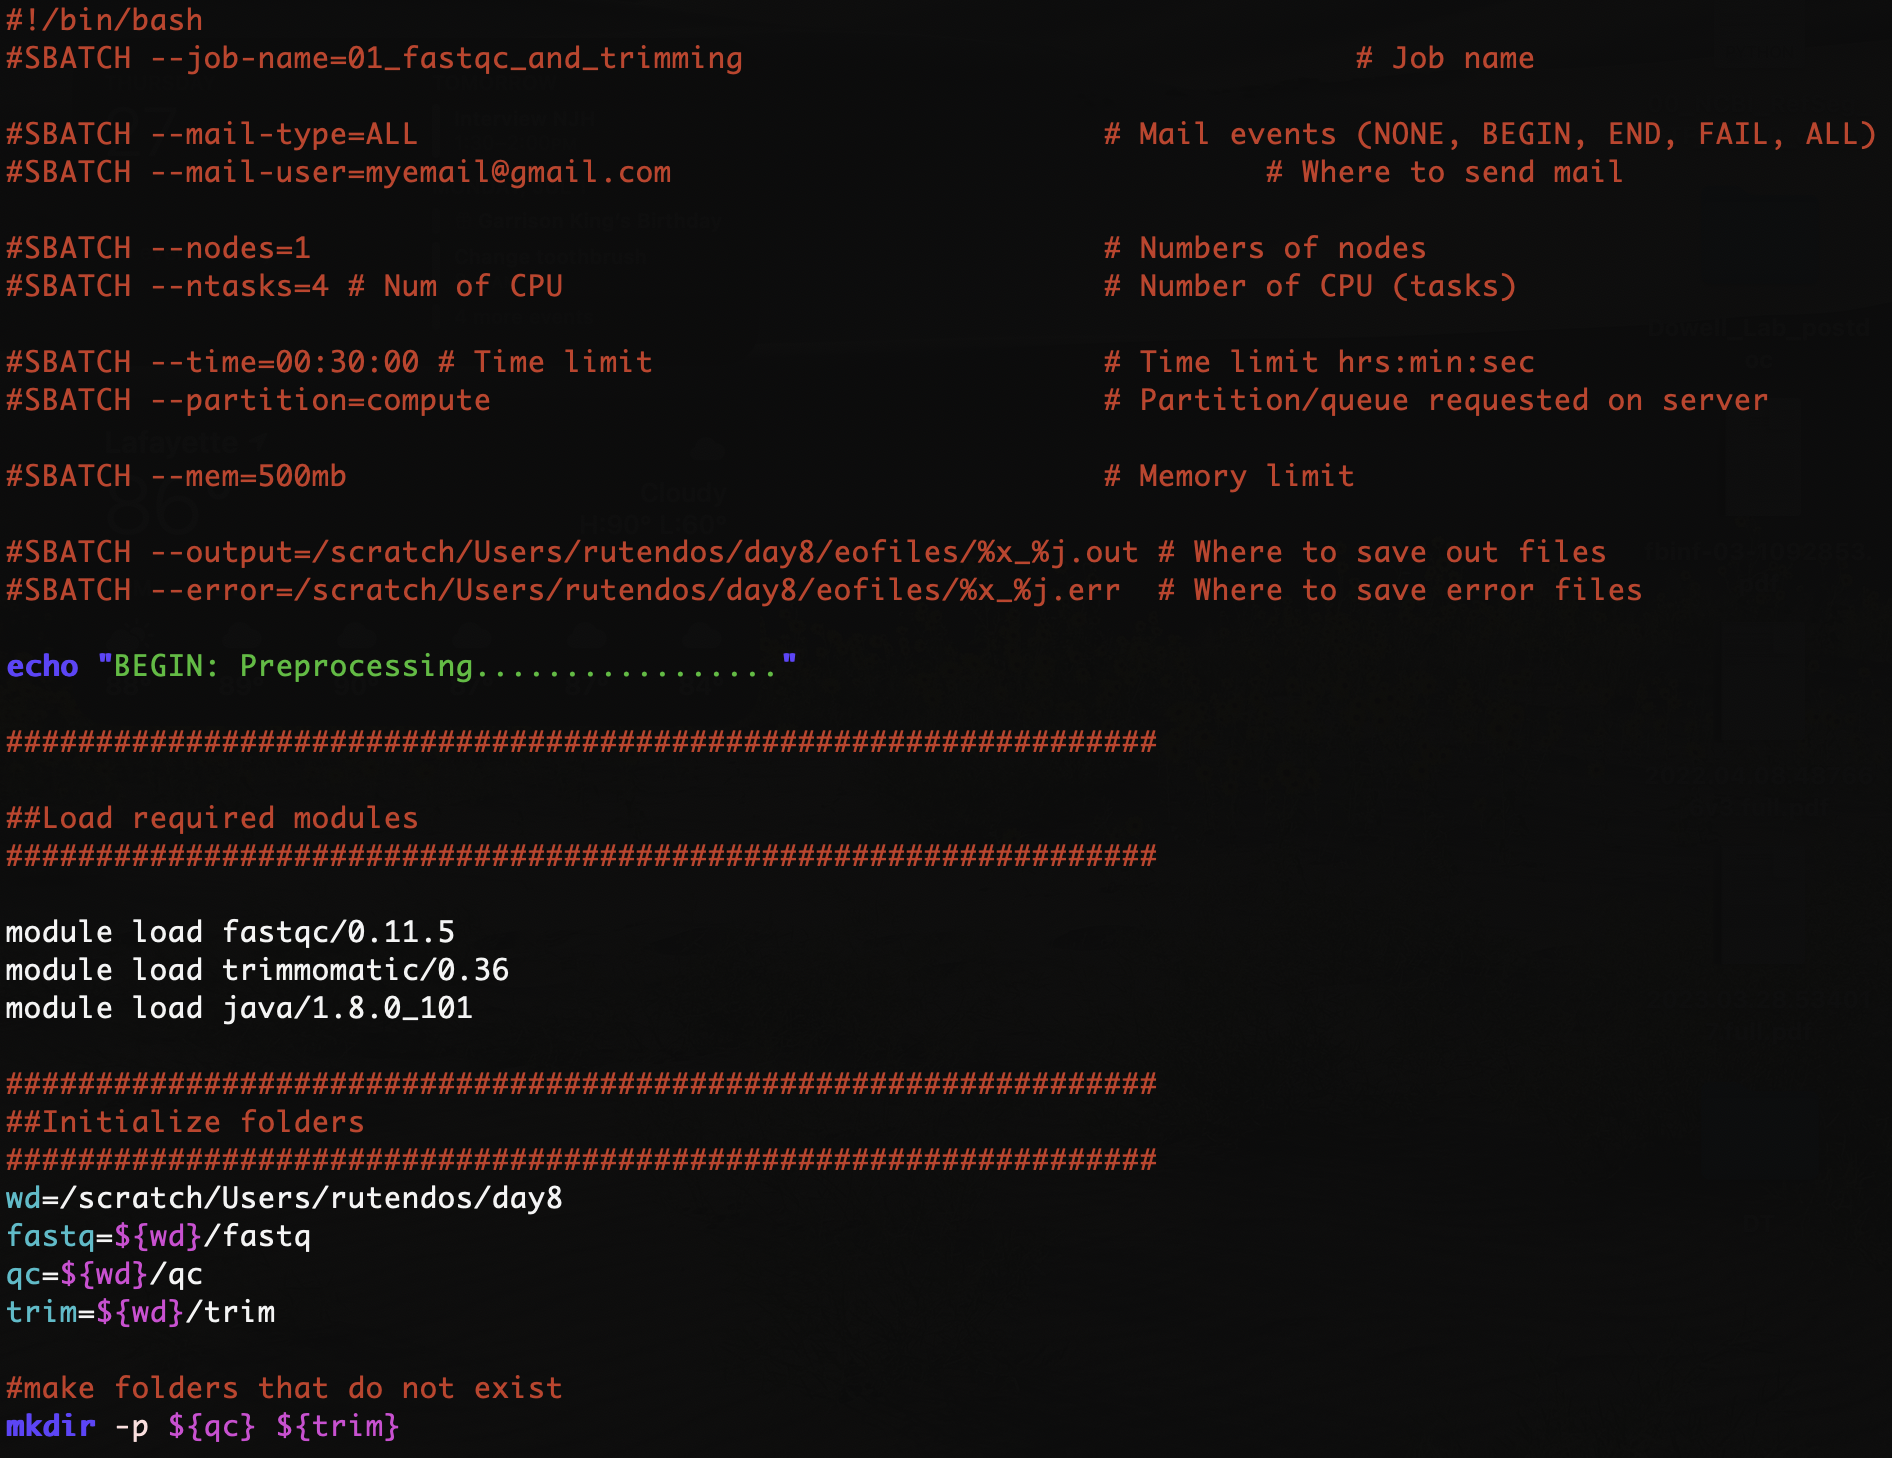 #!/bin/bash
#SBATCH --job-name=01_fastqc_and_trimming # Job name
#SBATCH --mail-type=ALL # Mail events (NONE, BEGIN, END, FAIL, ALL)
#SBATCH --mail-user=myemail@gmail.com # Where to send mail
#SBATCH --nodes=1 # Numbers of nodes
#SBATCH --ntasks=4 # Num of CPU # Number of CPU (tasks)
#SBATCH --time=00:30:00 # Time limit # Time limit hrs:min:sec
#SBATCH --partition=compute # Partition/queue requested on server
#SBATCH --mem=500mb # Memory limit
#SBATCH --output=/scratch/Users/rutendos/day8/eofiles/%x_%j.out # Where to save out files
#SBATCH --error=/scratch/Users/rutendos/day8/eofiles/%x_%j.err # Where to save error files
echo "BEGIN: Preprocessing................."
################################################################
##Load required modules
################################################################
module load fastqc/0.11.5
module load trimmomatic/0.36
module load java/1.8.0_101
################################################################
##Initialize folders
################################################################
wd=/scratch/Users/rutendos/day8
fastq=${wd}/fastq
qc=${wd}/qc
trim=${wd}/trim
#make folders that do not exist
mkdir -p ${qc} ${trim}